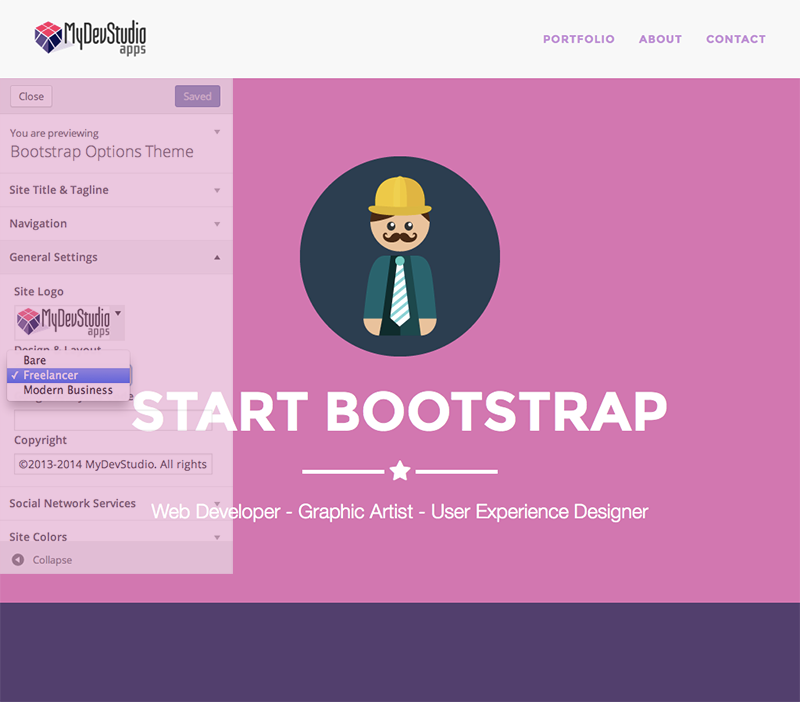 MyDevStudio
apps
PORTFOLIO ABOUT CONTACT
Close Saved
You are previewing
Bootstrap Options Theme
Site Title & Tagline
Navigation
General Settings
Site Logo
MyDevStudio
apps
Design & Layout
Bare
✓ Freelancer
Modern Business
START BOOTSTRAP
Copyright
©2013-2014 MyDevStudio. All rights
Social Network Services
Web Developer - Graphic Artist - User Experience Designer
Site Colors
Collapse